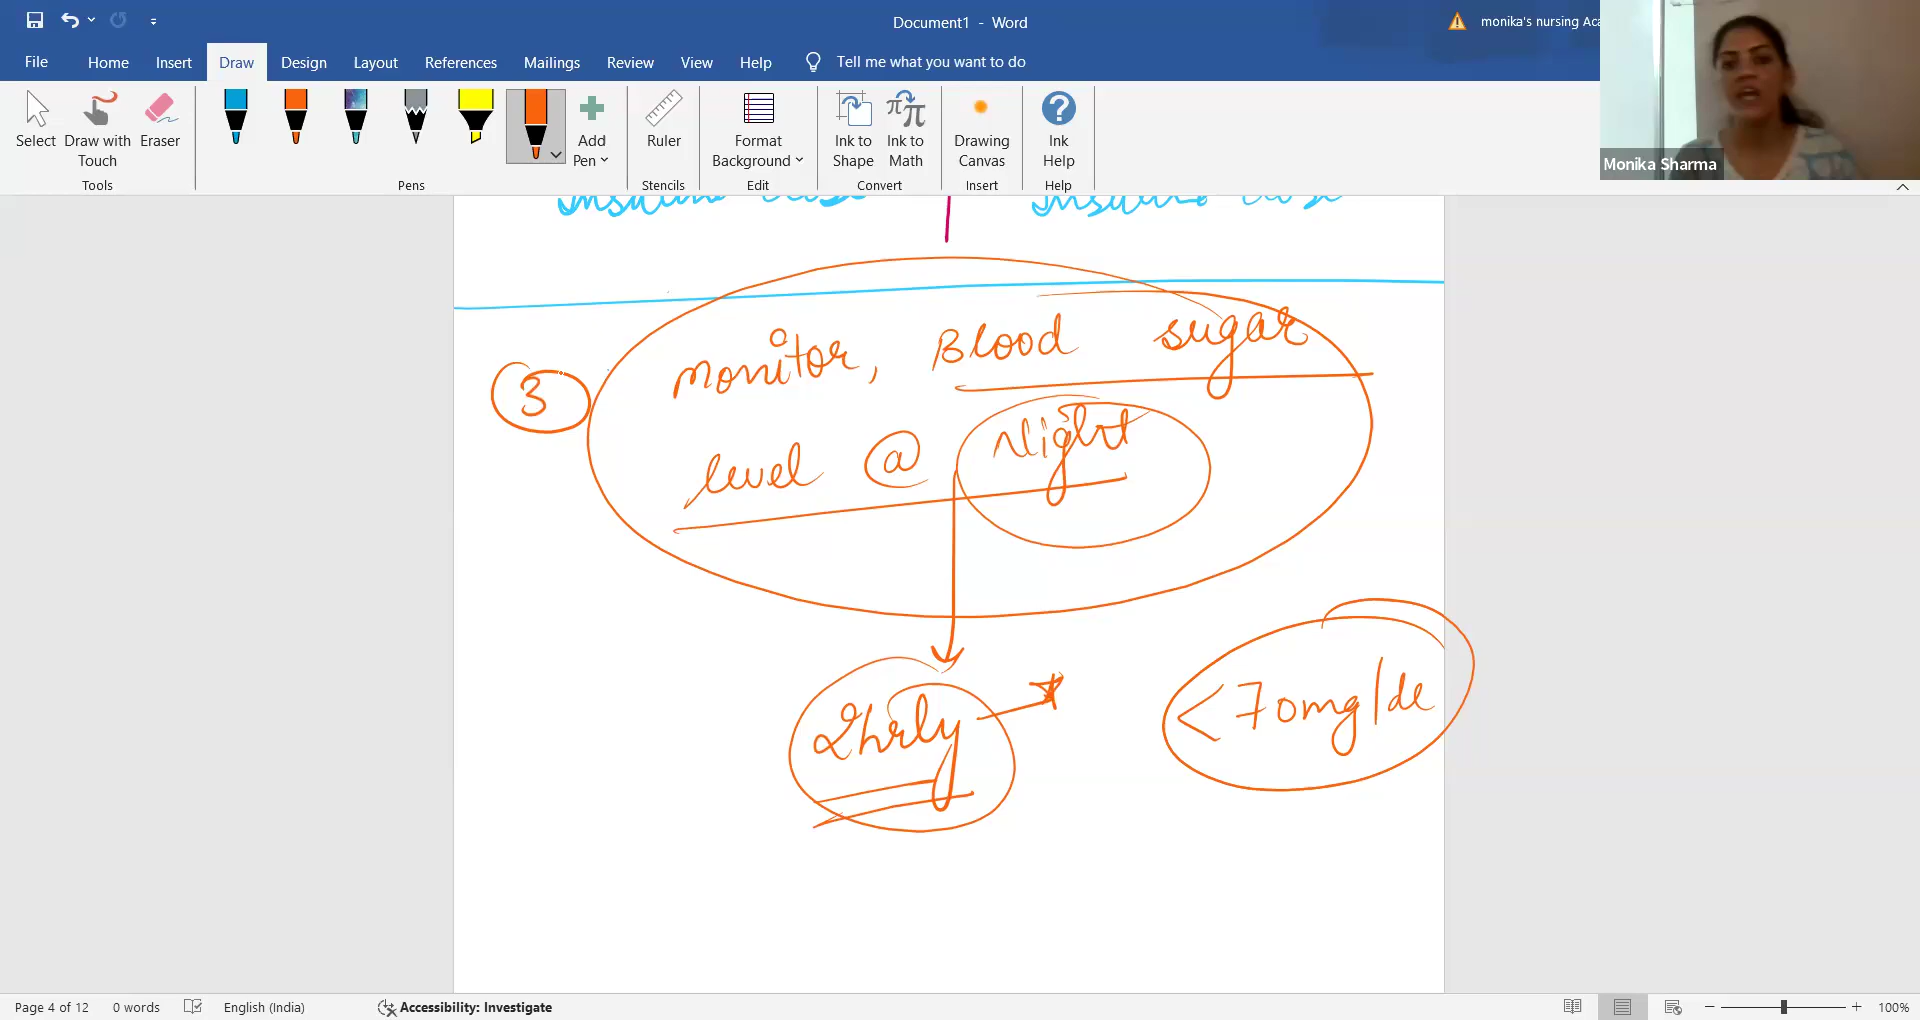 Document1 - Word
monika's nursing Aca
File Home Insert Draw Design Layout References Mailings Review View Help Tell me what you want to do
Select Draw with Touch Eraser Add Pen Ruler Format Background Ink to Shape Ink to Math Drawing Canvas Ink Help
Tools Pens Stencils Edit Convert Insert Help
Monika Sharma
3 monitor, Blood sugar
level @ Night
2hrly
<70mg/dl
Page 4 of 12 0 words English (India) Accessibility: Investigate 100%